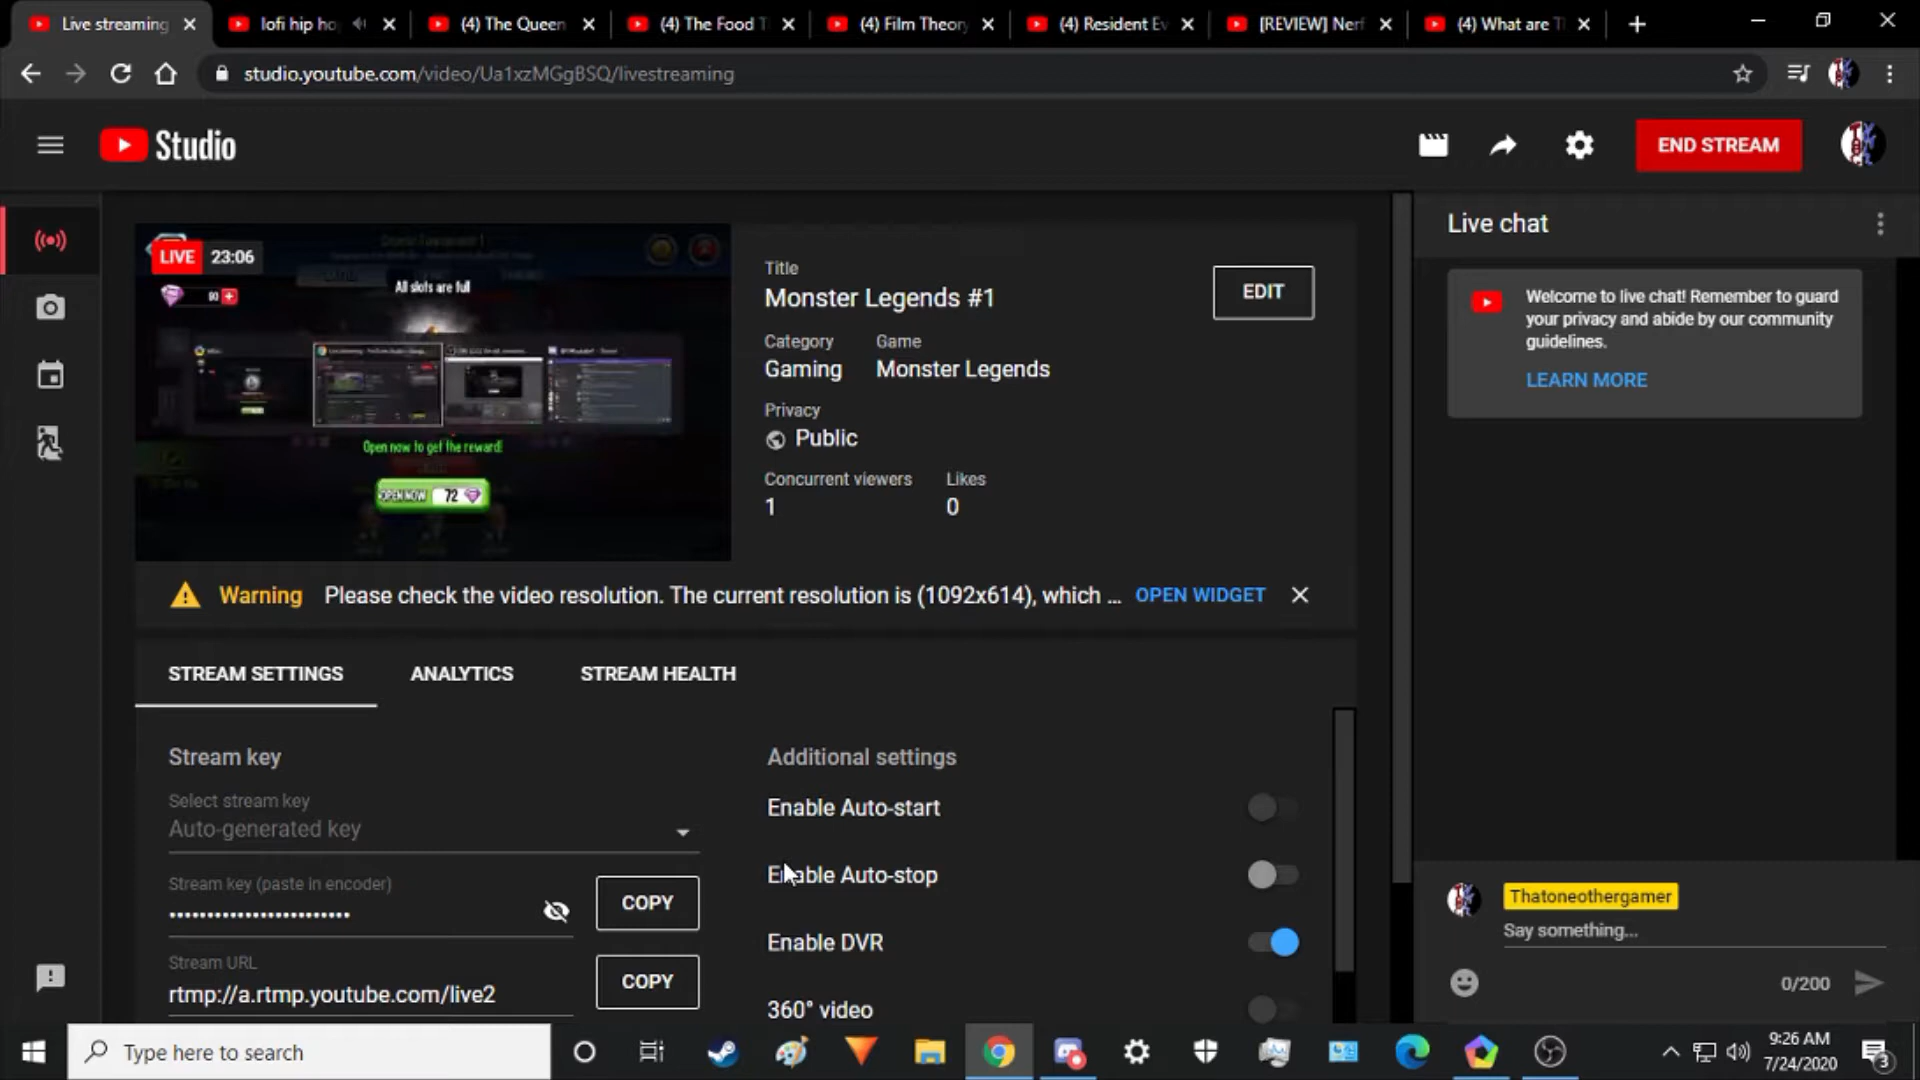 Live streaming
lofi hip ho
(4) The Queen
(4) The Food T
(4) Film Theory
(4) Resident Ev
[REVIEW] Nerf
(4) What are T
studio.youtube.com/video/Ua1xzMGgBSQ/livestreaming
Studio
END STREAM
LIVE 23:06
All slots are full
80
Open now to get the reward!
OPEN NOW 72
Title
Monster Legends #1
EDIT
Category Game
Gaming Monster Legends
Privacy
Public
Concurrent viewers Likes
1 0
Warning Please check the video resolution. The current resolution is (1092x614), which ... OPEN WIDGET
STREAM SETTINGS ANALYTICS STREAM HEALTH
Stream key
Select stream key
Auto-generated key
Stream key (paste in encoder)
•••••••••••••••••••••••• COPY
Stream URL
rtmp://a.rtmp.youtube.com/live2 COPY
Additional settings
Enable Auto-start
Enable Auto-stop
Enable DVR
360° video
Live chat
Welcome to live chat! Remember to guard
your privacy and abide by our community
guidelines.
LEARN MORE
Thatoneothergamer
Say something...
0/200
Type here to search
9:26 AM
7/24/2020
3